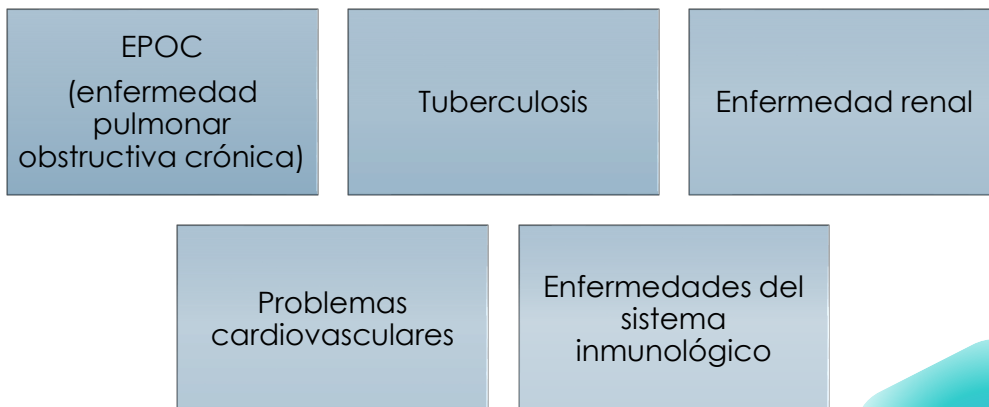 EPOC
(enfermedad
pulmonar
obstructiva crónica)
Tuberculosis
Enfermedad renal
Problemas
cardiovasculares
Enfermedades del
sistema
inmunológico